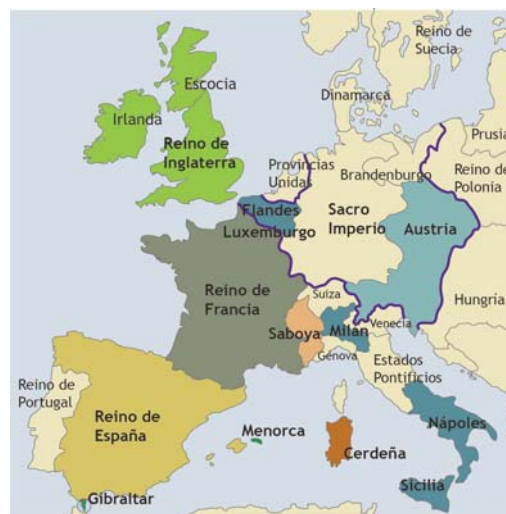 Reino de
Suecia
Escocia
Dinamarca
Irlanda
Prusia
Reino de
Inglaterra
Provincias
Unidas
Brandenburgo
Reino de
Polonia
Flandes
Luxemburgo
Sacro
Imperio
Austria
Reino de
Francia
Suiza
Hungria
Saboya
Milan
Venecia
Génova
Estados
Pontificios
Reino de
Portugal
Reino de
España
Menorca
Nápoles
Cerdeña
Gibraltar
Sicilia